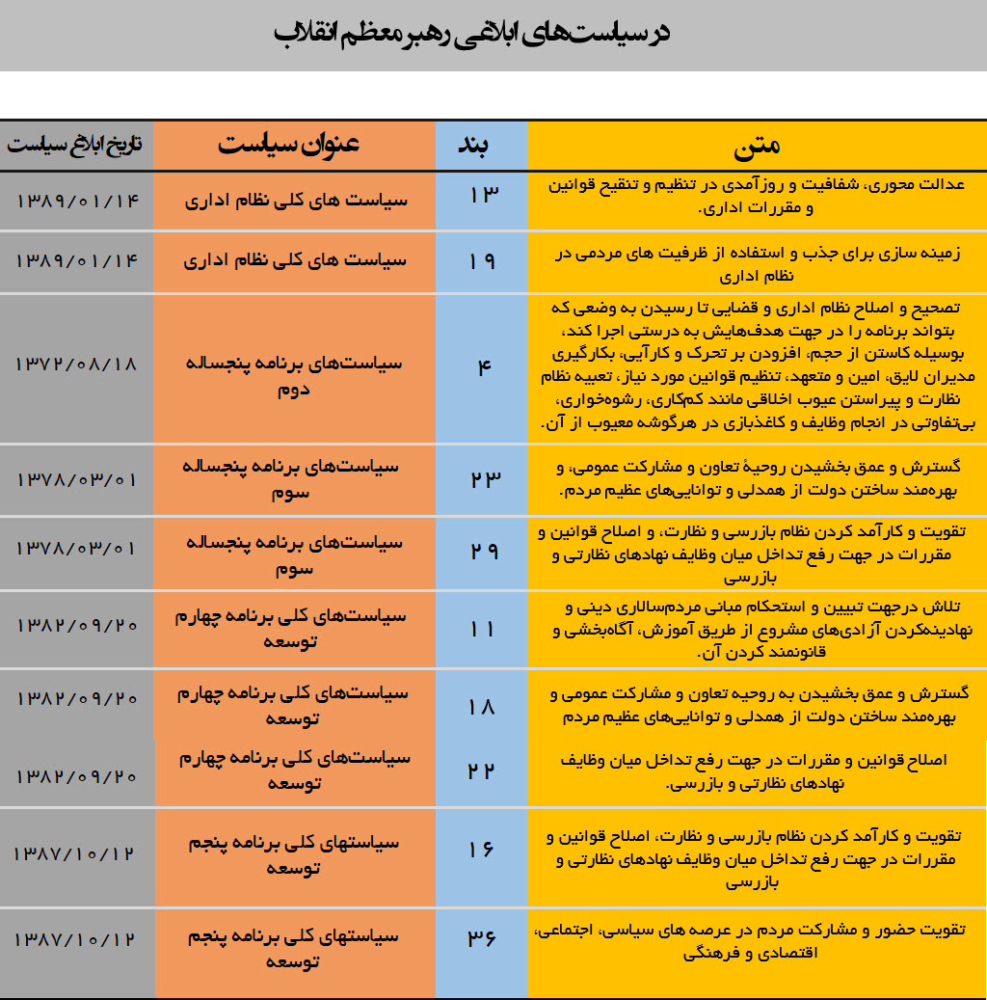 در سیاست‌های ابلاغی رهبر معظم انقلاب
متن
بند
عنوان سیاست
تاریخ ابلاغ سیاست
عدالت محوری، شفافیت و روزآمدی در تنظیم و تنقیح قوانین
و مقررات اداری.
۱۳
سیاست های کلی نظام اداری
۱۳۸۹/۰۱/۱۴
زمینه سازی برای جذب و استفاده از ظرفیت های مردمی در
نظام اداری
۱۹
سیاست های کلی نظام اداری
۱۳۸۹/۰۱/۱۴
تصحیح و اصلاح نظام اداری و قضایی تا رسیدن به وضعی که
بتواند برنامه را در جهت هدف‌هایش به درستی اجرا کند،
بوسیله کاستن از حجم، افزودن بر تحرک و کارآیی، بکارگیری
مدیران لایق، امین و متعهد، تنظیم قوانین مورد نیاز، تعبیه نظام
نظارت و پیراستن عیوب اخلاقی مانند کم‌کاری، رشوه‌خواری،
بی‌تفاوتی در انجام وظایف و کاغذبازی در هرگوشه معیوب از آن.
۴
سیاست‌های برنامه پنجساله
دوم
۱۳۷۲/۰۸/۱۸
گسترش و عمق بخشیدن روحیهٔ تعاون و مشارکت عمومی، و
بهره‌مند ساختن دولت از همدلی و توانایی‌های عظیم مردم.
۲۳
سیاست‌های برنامه پنجساله
سوم
۱۳۷۸/۰۳/۰۱
تقویت و کارآمد کردن نظام بازرسی و نظارت، و اصلاح قوانین و
مقررات در جهت رفع تداخل میان وظایف نهادهای نظارتی و
بازرسی
۲۹
سیاست‌های برنامه پنجساله
سوم
۱۳۷۸/۰۳/۰۱
تلاش درجهت تبیین و استحکام مبانی مردم‌سالاری دینی و
نهادینه‌کردن آزادی‌های مشروع از طریق آموزش، آگاه‌بخشی و
قانونمند کردن آن.
۱۱
سیاست‌های کلی برنامه چهارم
توسعه
۱۳۸۲/۰۹/۲۰
گسترش و عمق بخشیدن به روحیه تعاون و مشارکت عمومی و
بهره‌مند ساختن دولت از همدلی و توانایی‌های عظیم مردم
۱۸
سیاست‌های کلی برنامه چهارم
توسعه
۱۳۸۲/۰۹/۲۰
اصلاح قوانین و مقررات در جهت رفع تداخل میان وظایف
نهادهای نظارتی و بازرسی.
۲۲
سیاست‌های کلی برنامه چهارم
توسعه
۱۳۸۲/۰۹/۲۰
تقویت و کارآمد کردن نظام بازرسی و نظارت، اصلاح قوانین و
مقررات در جهت رفع تداخل میان وظایف نهادهای نظارتی و
بازرسی
۱۶
سیاستهای کلی برنامه پنجم
توسعه
۱۳۸۷/۱۰/۱۲
تقویت حضور و مشارکت مردم در عرصه های سیاسی، اجتماعی،
اقتصادی و فرهنگی
۳۶
سیاستهای کلی برنامه پنجم
توسعه
۱۳۸۷/۱۰/۱۲